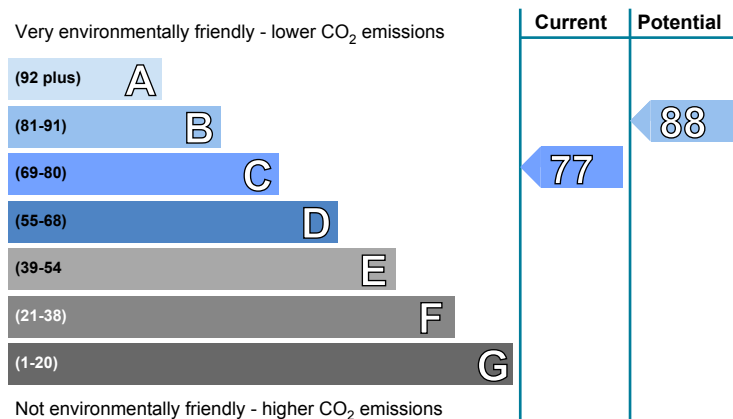 Very environmentally friendly - lower CO2 emissions
Current
Potential
(92 plus) A
(81-91) B
88
(69-80) C
77
(55-68) D
(39-54 E
(21-38) F
(1-20) G
Not environmentally friendly - higher CO2 emissions